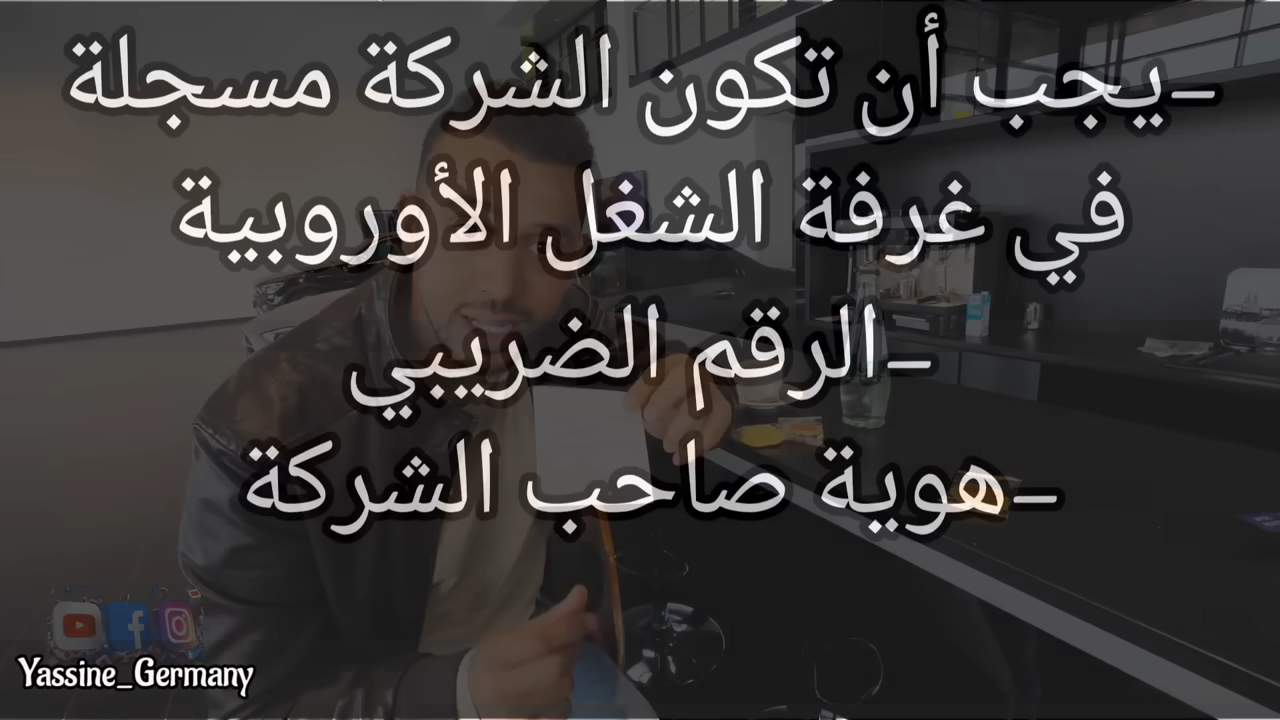 -يجب أن تكون الشركة مسجلة
في غرفة الشغل الأوروبية
-الرقم الضريبي
-هوية صاحب الشركة
Yassine_Germany